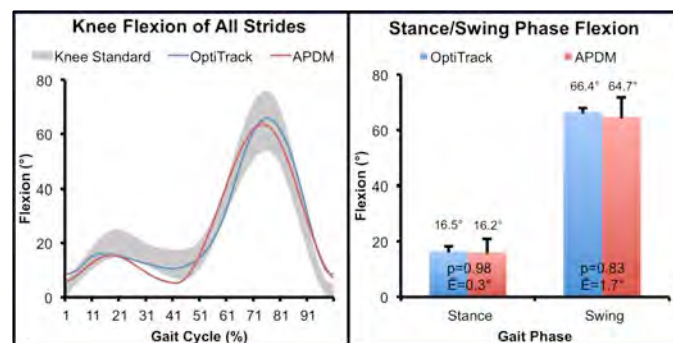 Knee Flexion of All Strides
Knee Standard OptiTrack APDM
80
60
40
20
0
Flexion (°)
1 11 21 31 41 51 61 71 81 91
Gait Cycle (%)
Stance/Swing Phase Flexion
OptiTrack APDM
80
60
40
20
0
Flexion (°)
66.4° 64.7°
16.5° 16.2°
p=0.98
E=0.3°
p=0.83
E=1.7°
Stance Swing
Gait Phase